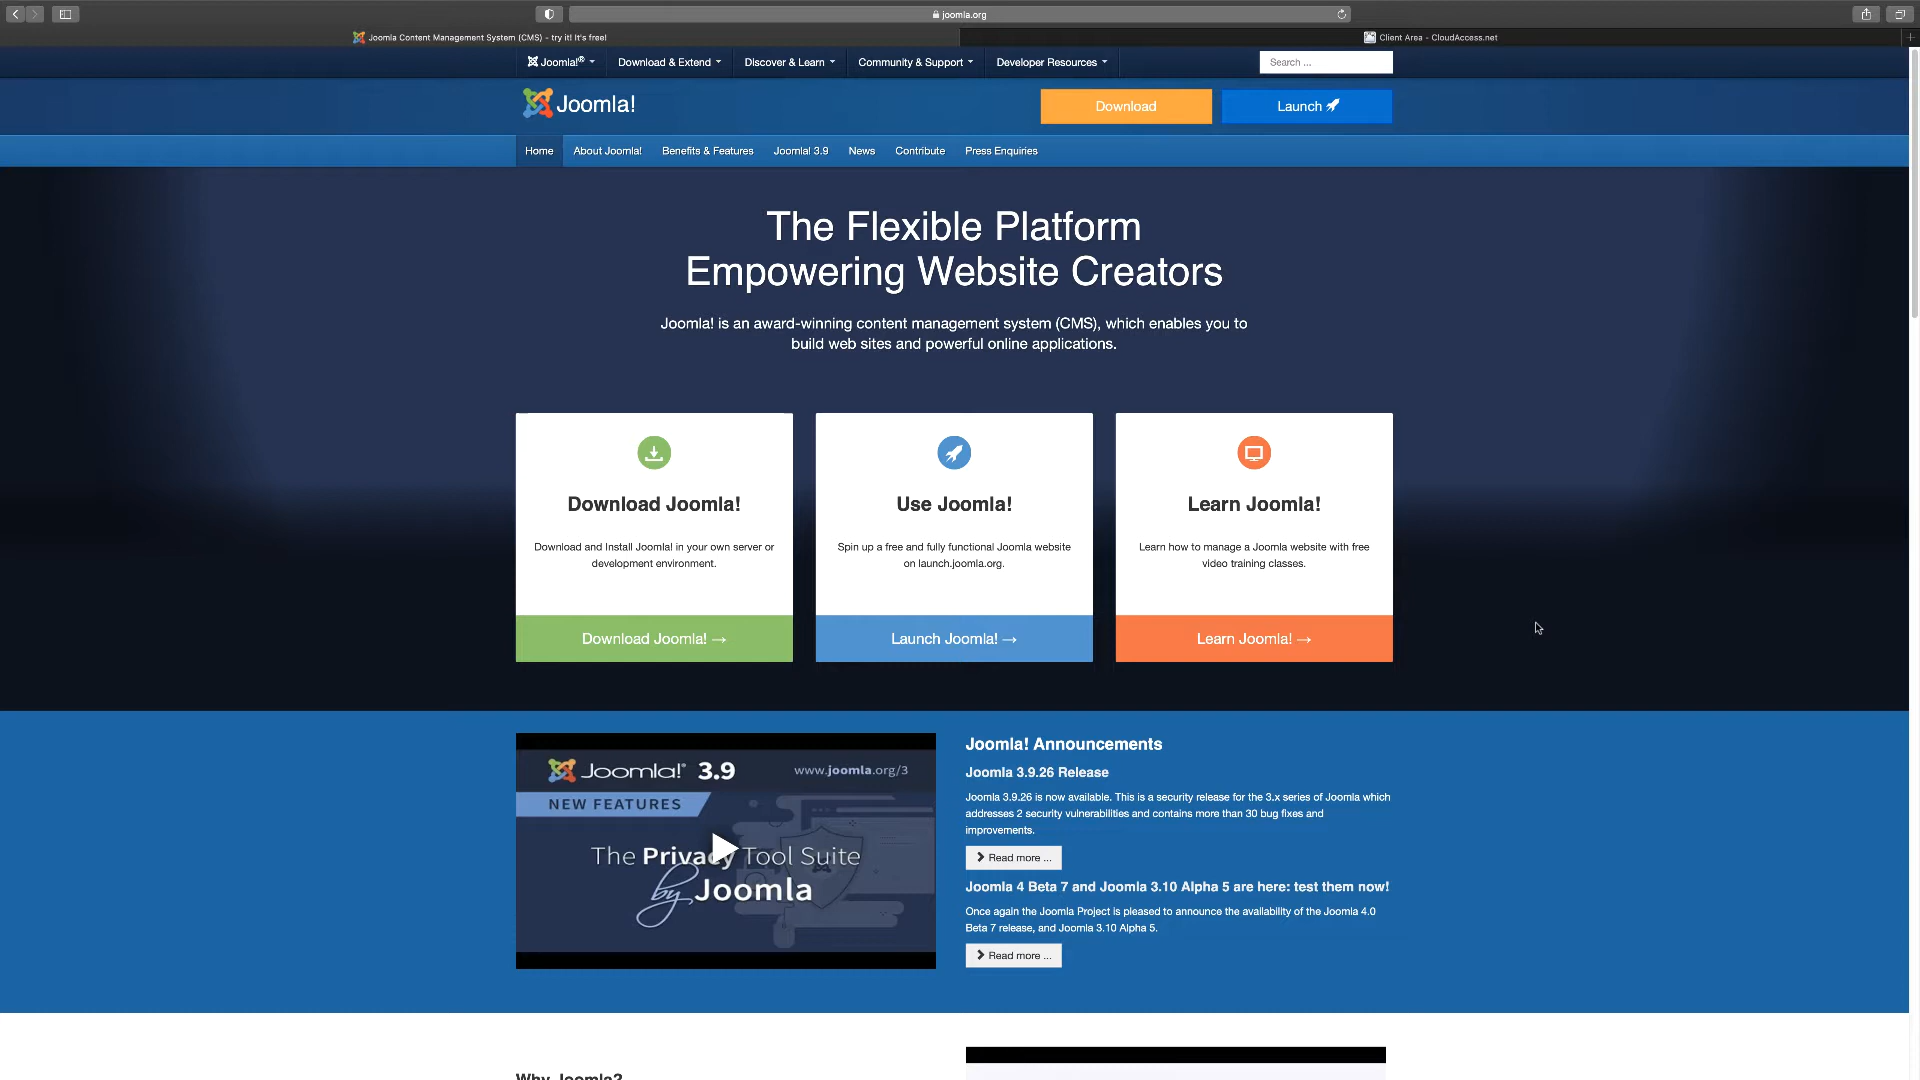 joomla.org
Joomla Content Management System (CMS) - try it! It's free!
Client Area - CloudAccess.net
Joomla!® Download & Extend Discover & Learn Community & Support Developer Resources Search ...
Joomla! Download Launch
Home About Joomla! Benefits & Features Joomla! 3.9 News Contribute Press Enquiries
The Flexible Platform
Empowering Website Creators
Joomla! is an award-winning content management system (CMS), which enables you to
build web sites and powerful online applications.
Download Joomla!
Download and Install Joomla! in your own server or
development environment.
Download Joomla! →
Use Joomla!
Spin up a free and fully functional Joomla website
on launch.joomla.org.
Launch Joomla! →
Learn Joomla!
Learn how to manage a Joomla website with free
video training classes.
Learn Joomla! →
Joomla!® 3.9 www.joomla.org/3
NEW FEATURES
The Privacy Tool Suite
by Joomla
Joomla! Announcements
Joomla 3.9.26 Release
Joomla 3.9.26 is now available. This is a security release for the 3.x series of Joomla which
addresses 2 security vulnerabilities and contains more than 30 bug fixes and
improvements.
Read more ...
Joomla 4 Beta 7 and Joomla 3.10 Alpha 5 are here: test them now!
Once again the Joomla Project is pleased to announce the availability of the Joomla 4.0
Beta 7 release, and Joomla 3.10 Alpha 5.
Read more ...
Why Joomla?